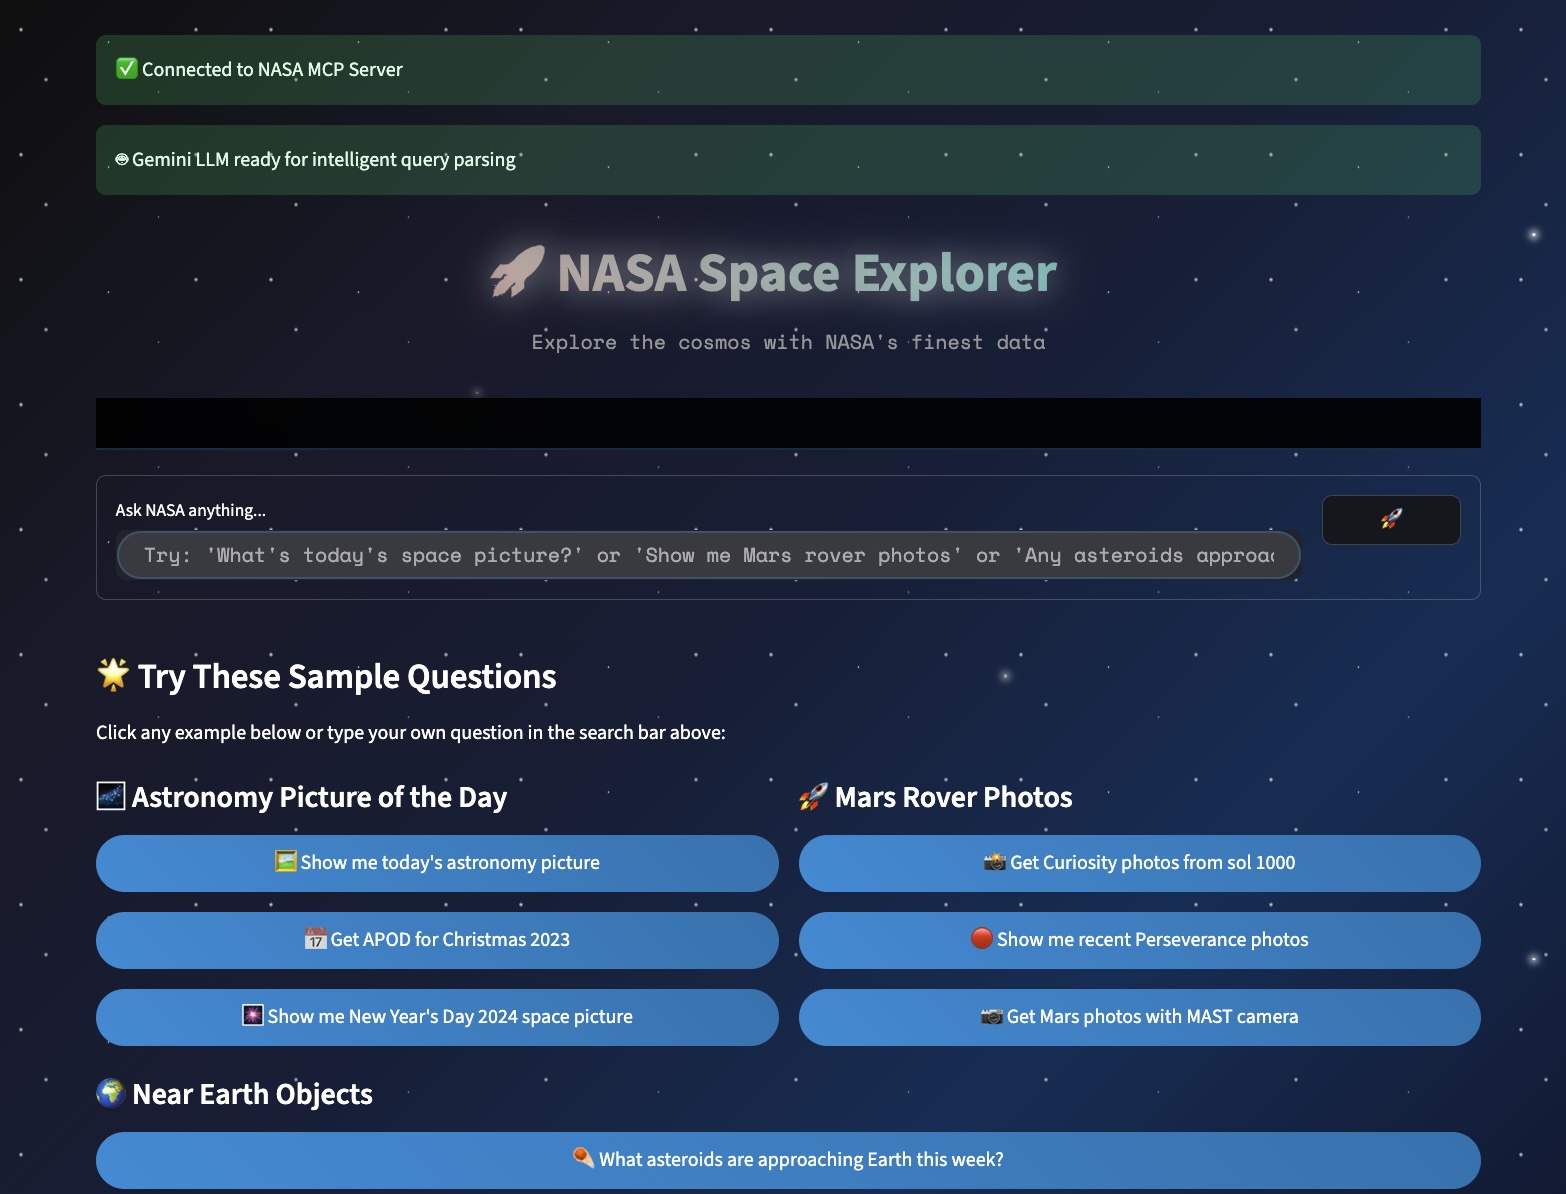 Connected to NASA MCP Server
Gemini LLM ready for intelligent query parsing
NASA Space Explorer
Explore the cosmos with NASA's finest data
Ask NASA anything...
Try: 'What's today's space picture?' or 'Show me Mars rover photos' or 'Any asteroids approac
Try These Sample Questions
Click any example below or type your own question in the search bar above:
Astronomy Picture of the Day
Show me today's astronomy picture
Get APOD for Christmas 2023
Show me New Year's Day 2024 space picture
Mars Rover Photos
Get Curiosity photos from sol 1000
Show me recent Perseverance photos
Get Mars photos with MAST camera
Near Earth Objects
What asteroids are approaching Earth this week?